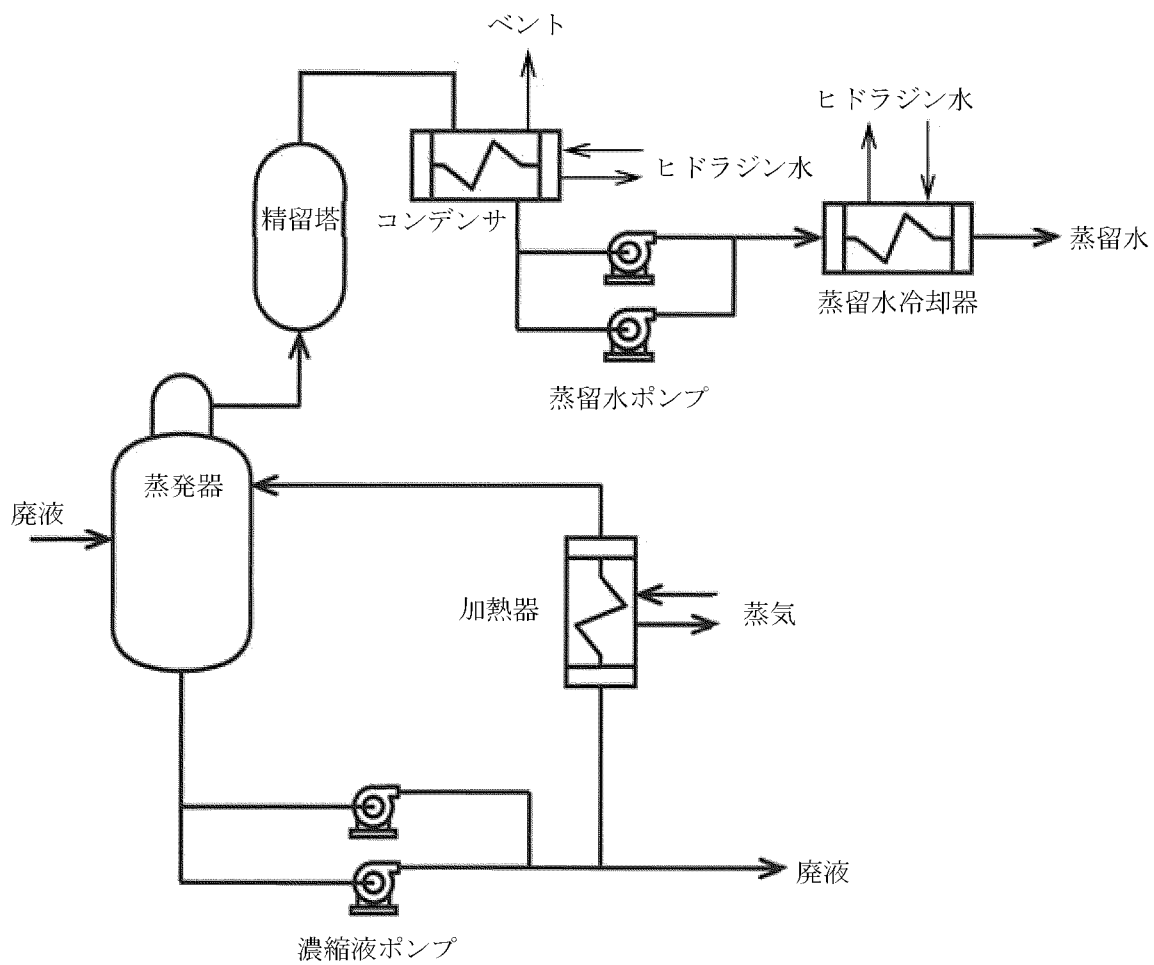 ベント
ヒドラジン水
ヒドラジン水
精留塔
コンデンサ
蒸留水
蒸留水冷却器
蒸留水ポンプ
蒸発器
廃液
加熱器
蒸気
廃液
濃縮液ポンプ